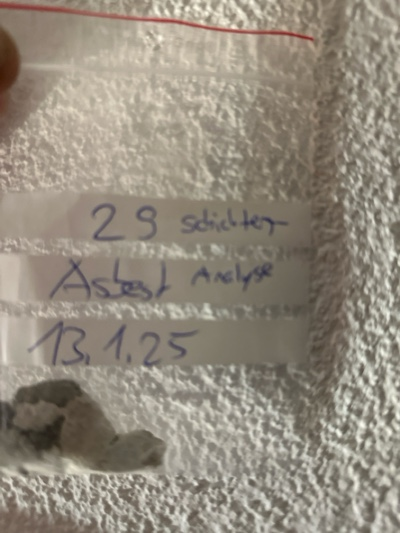 29 schichten
Asbest Analyse
13.1.25